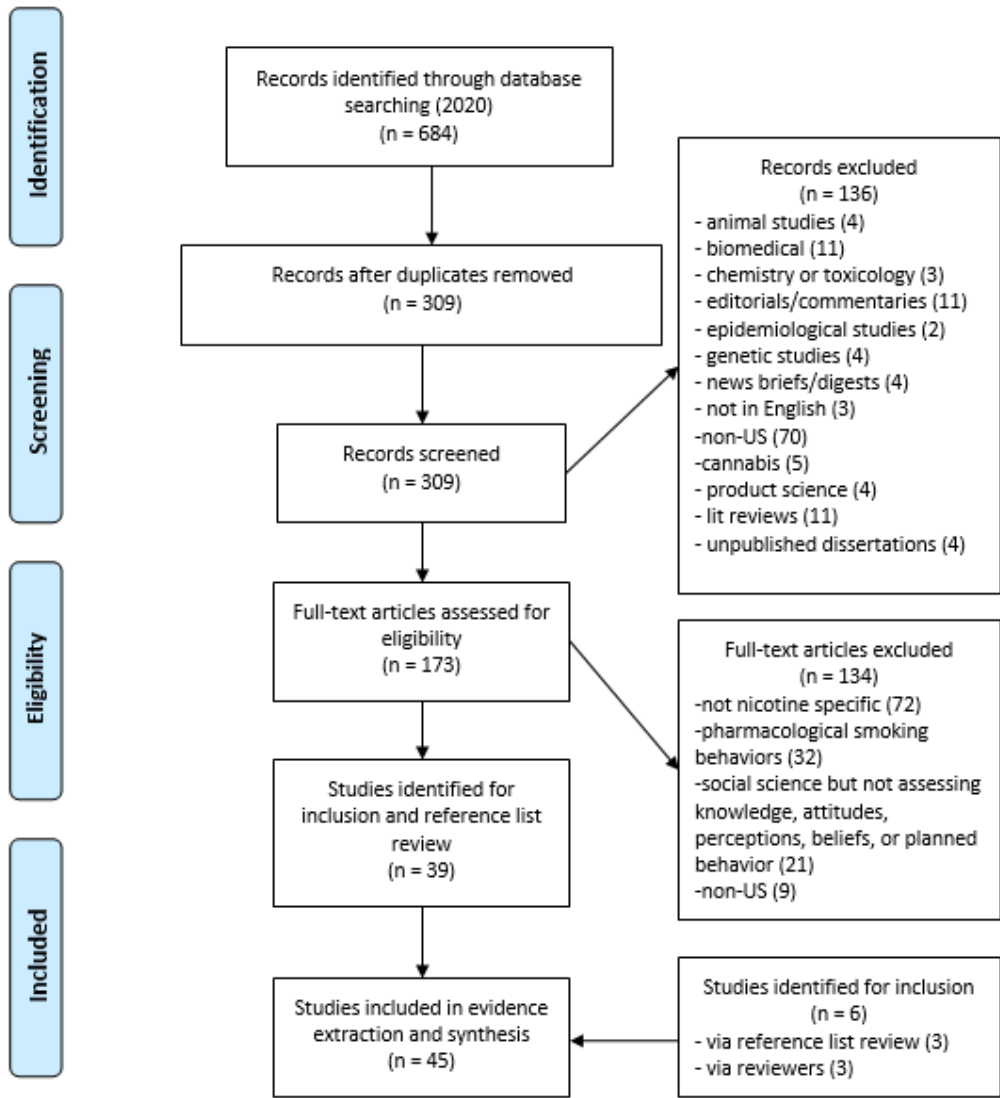 Identification
Records identified through database
searching (2020)
(n = 684)
Records after duplicates removed
(n = 309)
Screening
Records screened
(n = 309)
Records excluded
(n = 136)
- animal studies (4)
- biomedical (11)
- chemistry or toxicology (3)
- editorials/commentaries (11)
- epidemiological studies (2)
- genetic studies (4)
- news briefs/digests (4)
- not in English (3)
-non-US (70)
-cannabis (5)
- product science (4)
- lit reviews (11)
- unpublished dissertations (4)
Eligibility
Full-text articles assessed for
eligibility
(n = 173)
Full-text articles excluded
(n = 134)
-not nicotine specific (72)
-pharmacological smoking
behaviors (32)
-social science but not assessing
knowledge, attitudes,
perceptions, beliefs, or planned
behavior (21)
-non-US (9)
Studies identified for
inclusion and reference list
review
(n = 39)
Included
Studies included in evidence
extraction and synthesis
(n = 45)
Studies identified for inclusion
(n = 6)
- via reference list review (3)
- via reviewers (3)